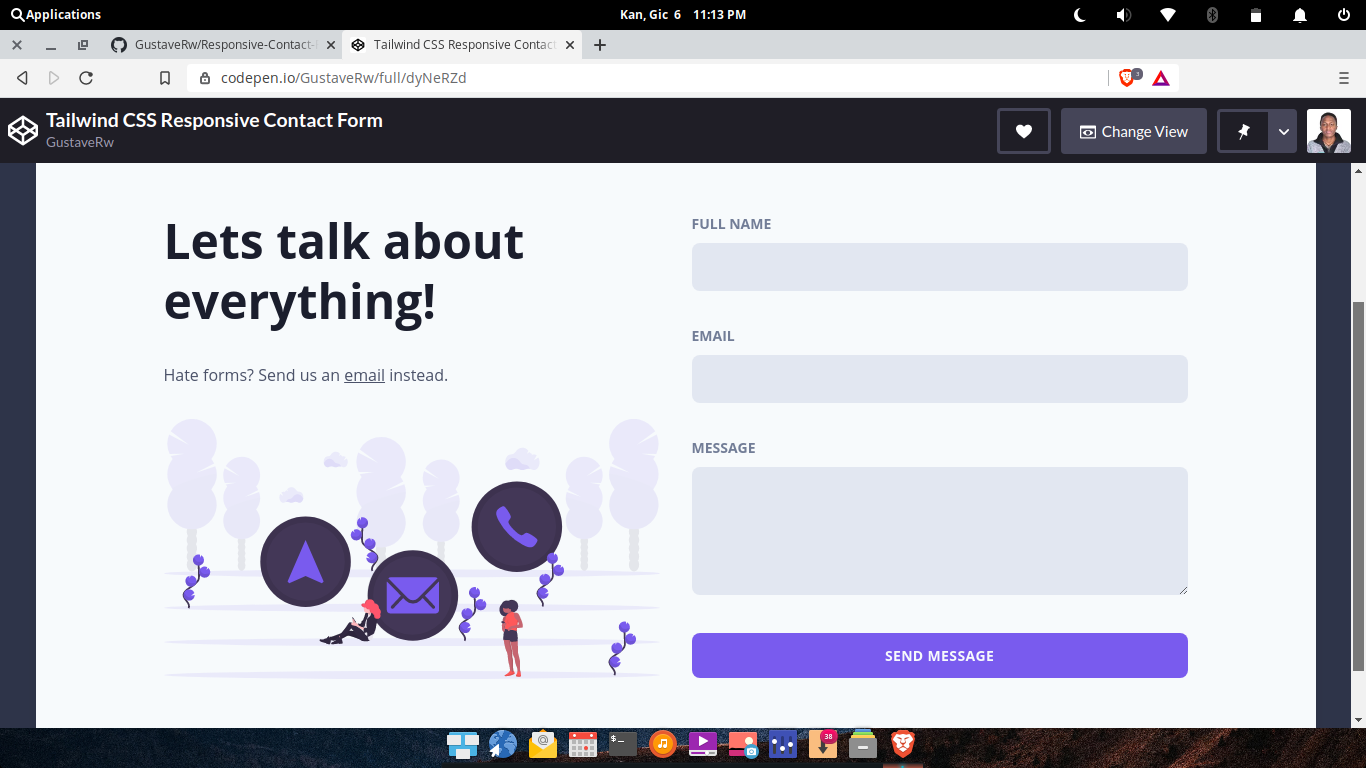 Applications
Kan, Gic 6 11:13 PM
GustaveRw/Responsive-Contact-
Tailwind CSS Responsive Contact
codepen.io/GustaveRw/full/dyNeRZd
3
Tailwind CSS Responsive Contact Form
GustaveRw
Change View
Lets talk about
everything!
Hate forms? Send us an email instead.
FULL NAME
EMAIL
MESSAGE
SEND MESSAGE
$_
38